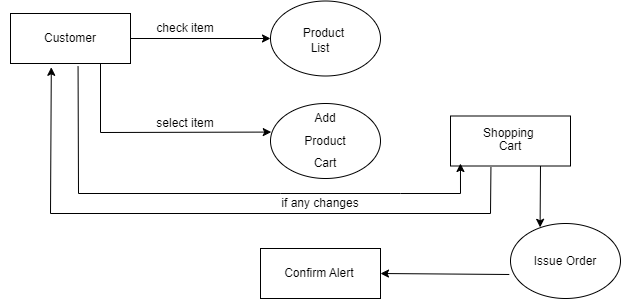 check item
Customer
Product
List
select item
Add
Product
Cart
Shopping
Cart
if any changes
Issue Order
Confirm Alert